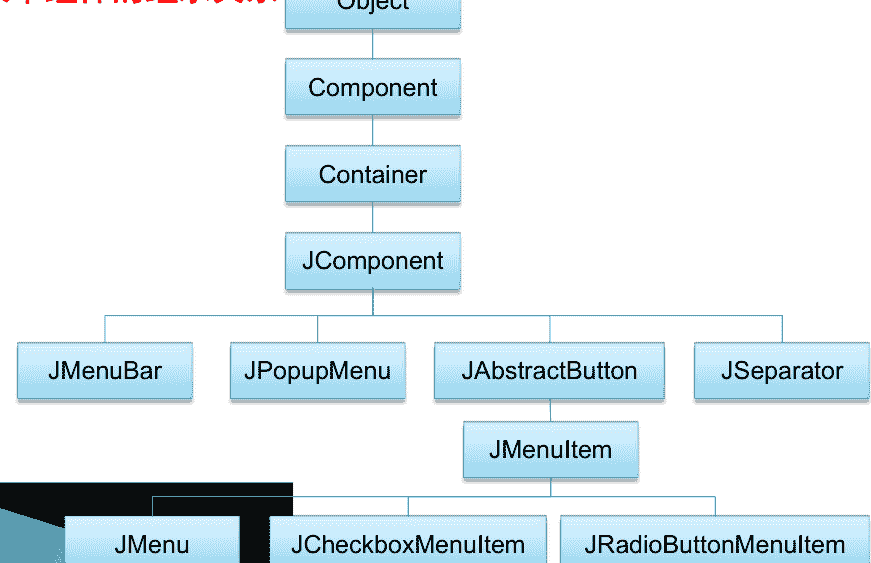 Object
Component
Container
JComponent
JMenuBar
JPopupMenu
JAbstractButton
JSeparator
JMenuItem
JMenu
JCheckboxMenuItem
JRadioButtonMenuItem